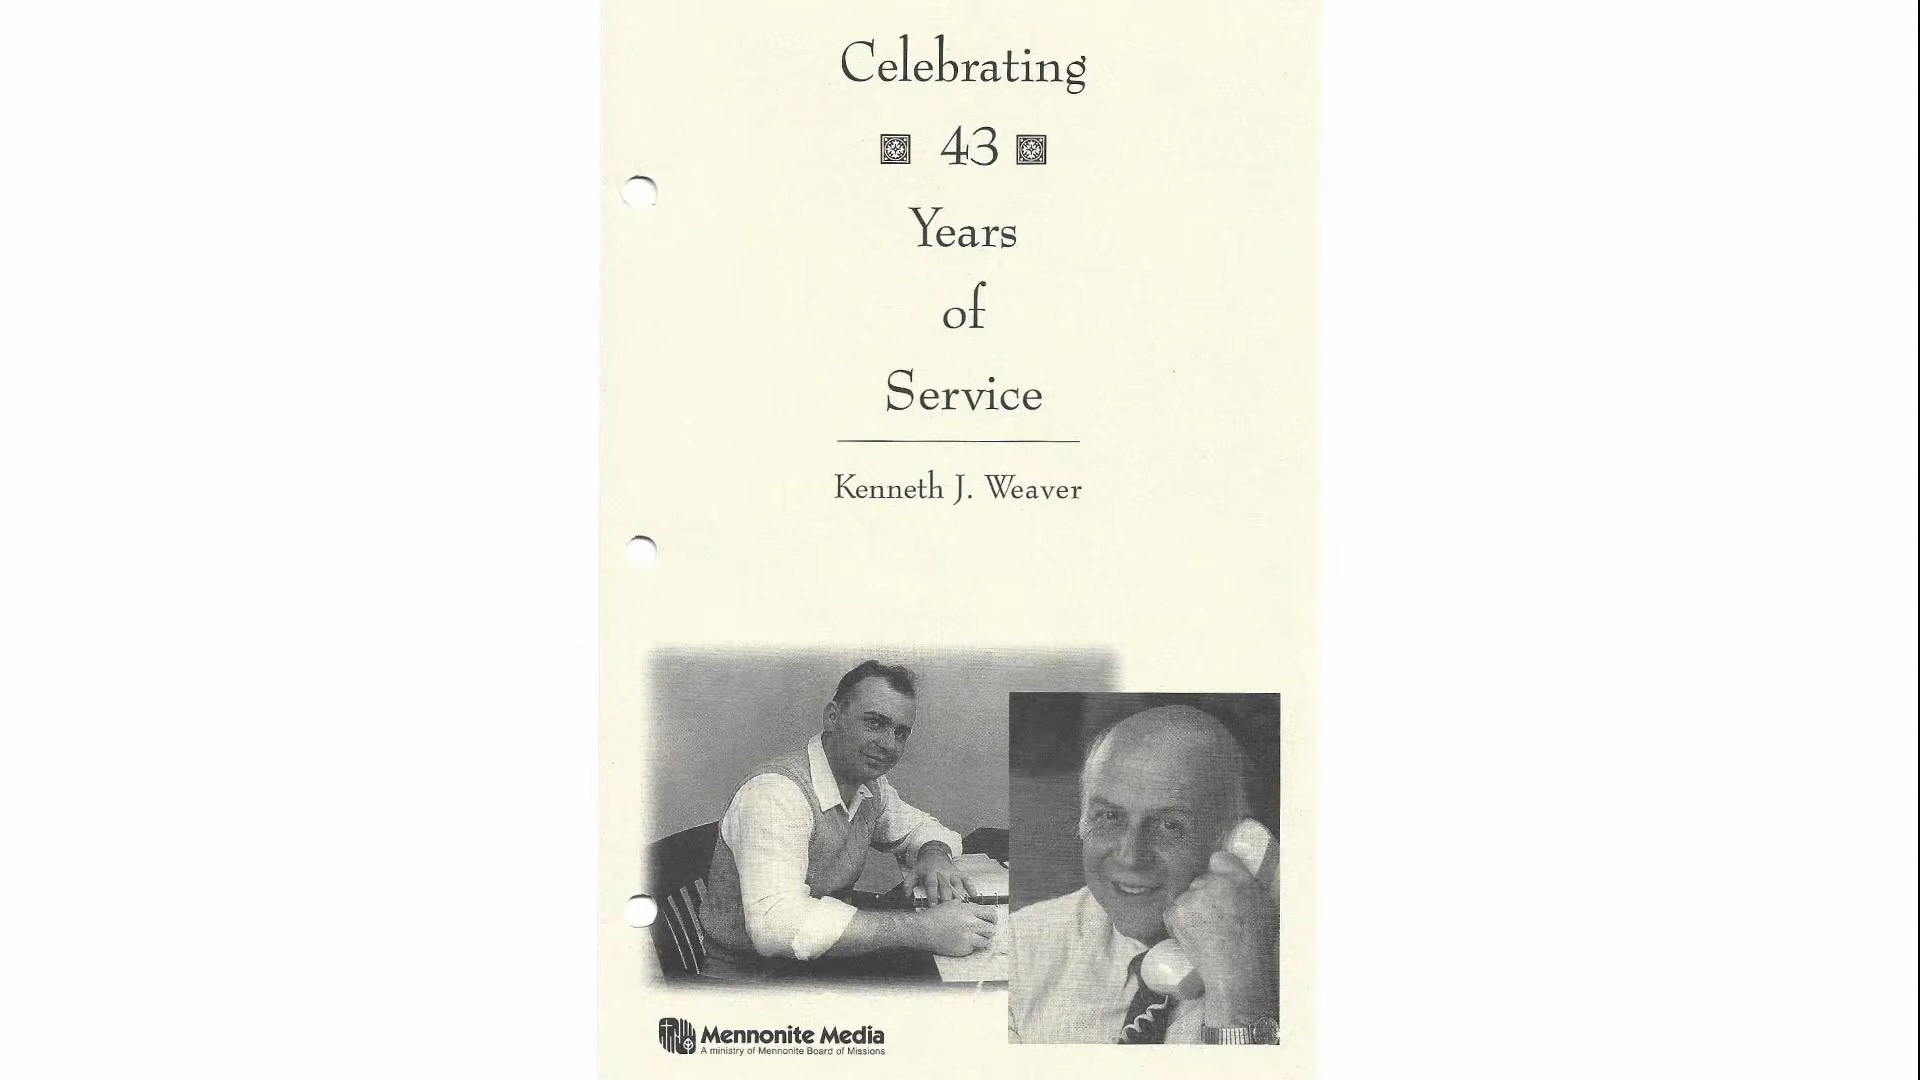 Celebrating
43
Years
of
Service
Kenneth J. Weaver
Mennonite Media
A ministry of Mennonite Board of Missions